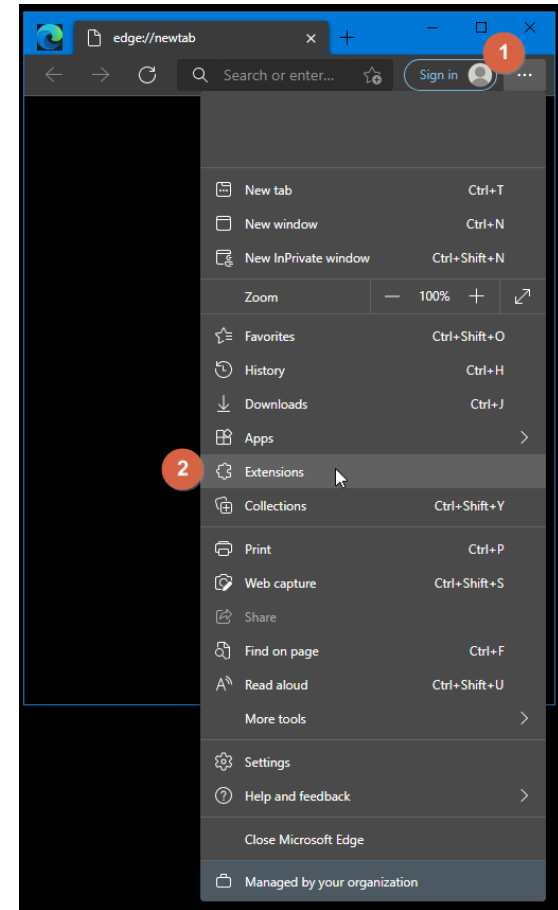 edge://newtab
1
Search or enter...
Sign in
New tab Ctrl+T
New window Ctrl+N
New InPrivate window Ctrl+Shift+N
Zoom 100%
Favorites Ctrl+Shift+O
History Ctrl+H
Downloads Ctrl+J
Apps
2 Extensions
Collections Ctrl+Shift+Y
Print Ctrl+P
Web capture Ctrl+Shift+S
Share
Find on page Ctrl+F
Read aloud Ctrl+Shift+U
More tools
Settings
Help and feedback
Close Microsoft Edge
Managed by your organization